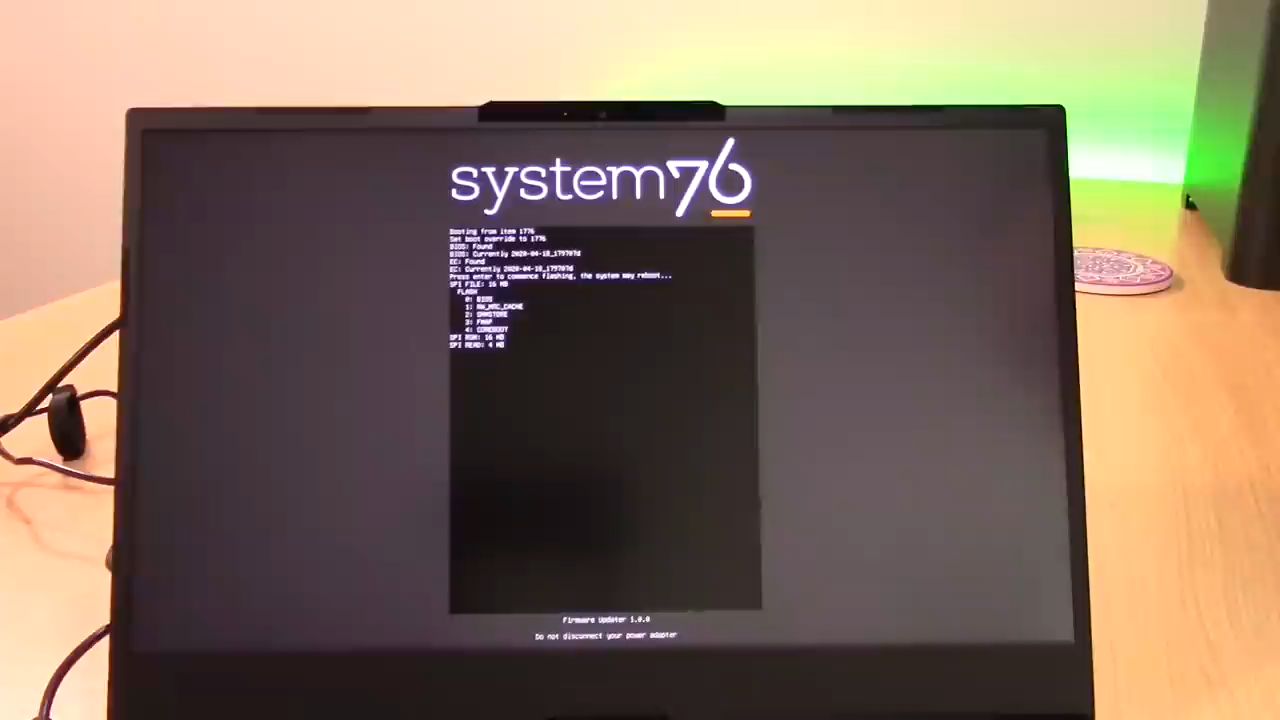 system76
Booting from item 1776
Set boot override to 1776
BIOS: Found
BIOS: Currently 2020-04-18_179707d
EC: Found
EC: Currently 2020-04-18_179707d
Press enter to commence flashing, the system may reboot...
SPI FILE: 16 MB
FLASH
0: BIOS
1: RW_MRC_CACHE
2: SMMSTORE
3: FMAP
4: COREBOOT
SPI ROM: 16 MB
SPI READ: 4 MB
Firmware Updater 1.0.0
Do not disconnect your power adapter